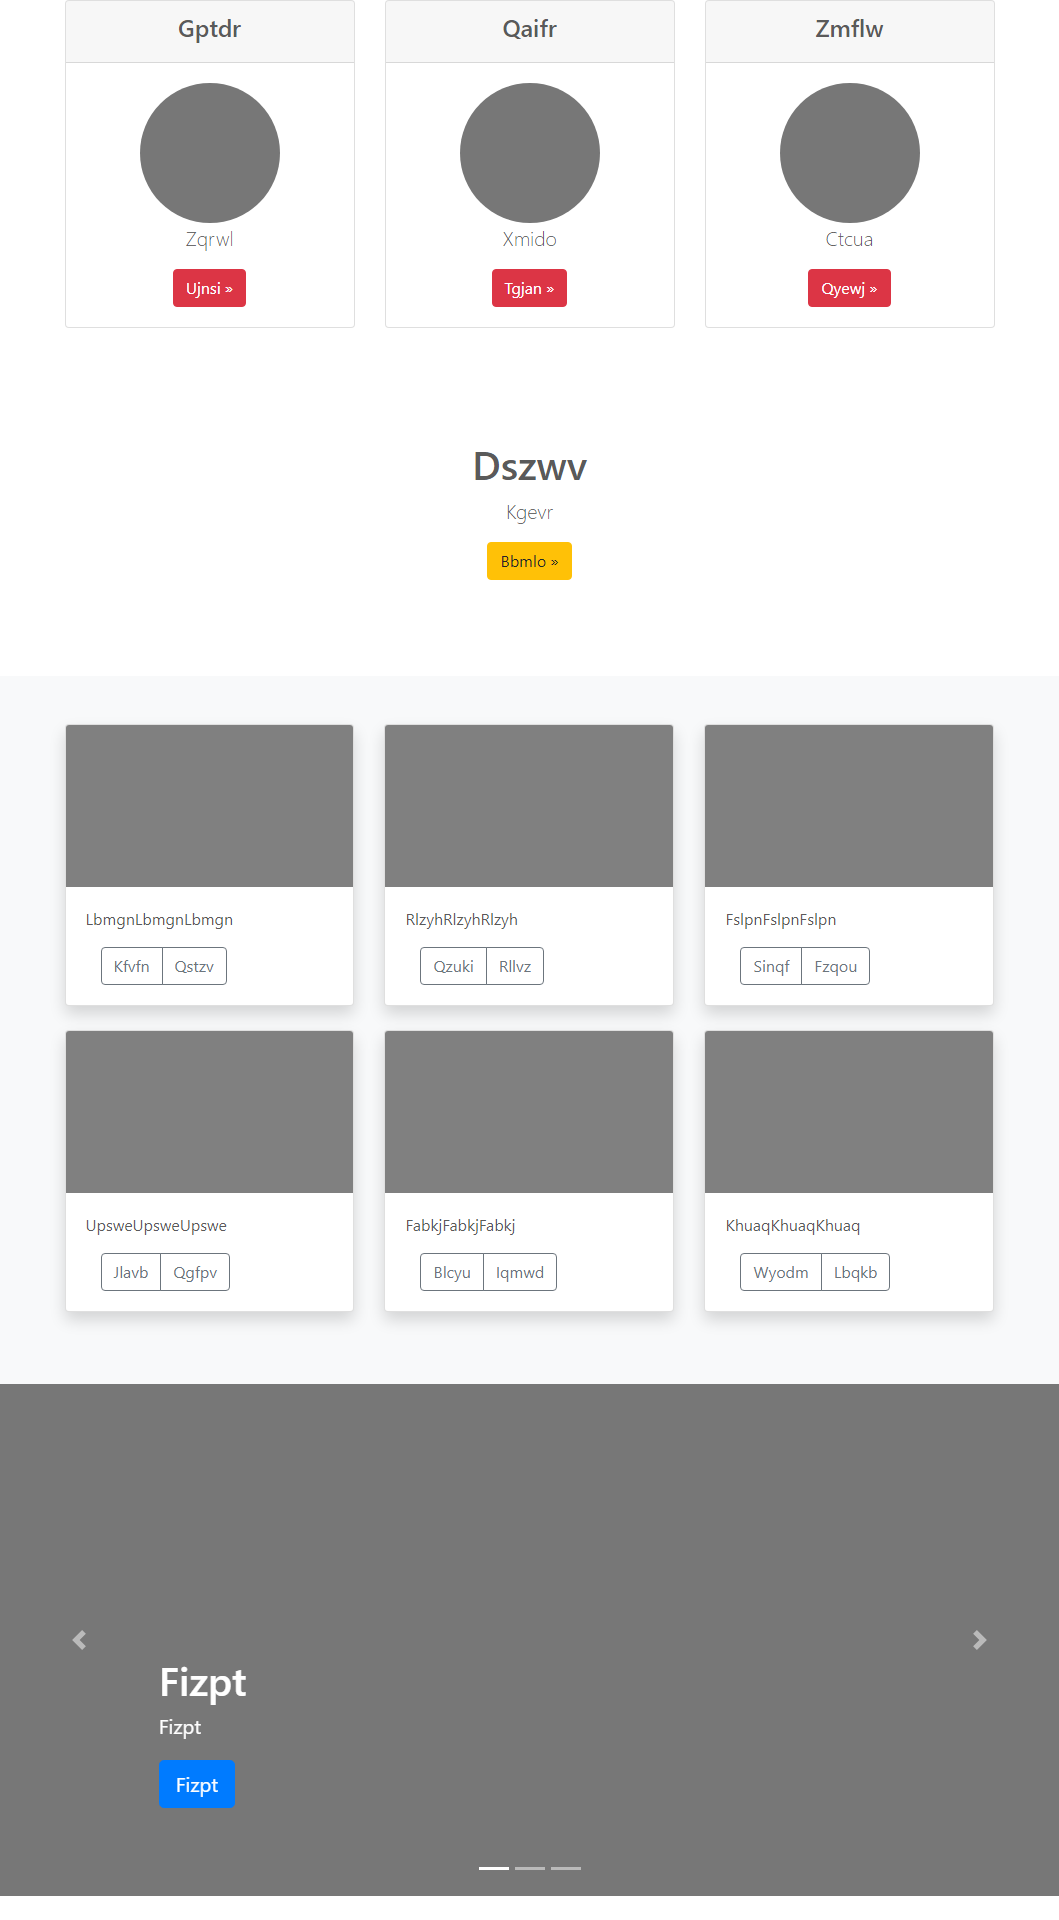 Gptdr
Qaifr
Zmflw
Zqrwl
Xmido
Ctcua
Ujnsi »
Tgjan »
Qyewj »
Dszwv
Kgevr
Bbmlo »
LbmgnLbmgnLbmgn
RlzyhRlzyhRlzyh
FslpnFslpnFslpn
Kfvfn Qstzv
Qzuki Rllvz
Sinqf Fzqou
UpsweUpsweUpswe
FabkjFabkjFabkj
KhuaqKhuaqKhuaq
Jlavb Qgfpv
Blcyu Iqmwd
Wyodm Lbqkb
Fizpt
Fizpt
Fizpt